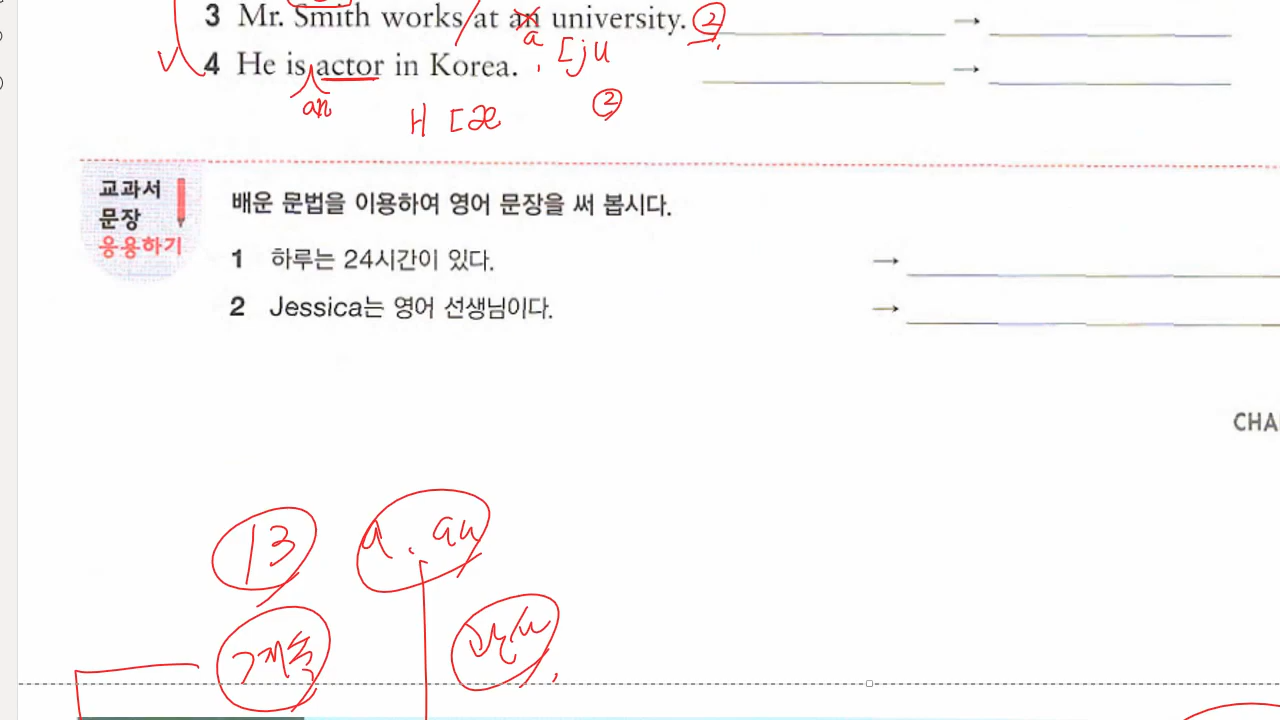 3 Mr. Smith works at an university. ②
a [ju
4 He is actor in Korea.
an
H [æ
②
교과서
문장
응용하기
배운 문법을 이용하여 영어 문장을 써 봅시다.
1 하루는 24시간이 있다. →
2 Jessica는 영어 선생님이다. →
CHA
13 a. an